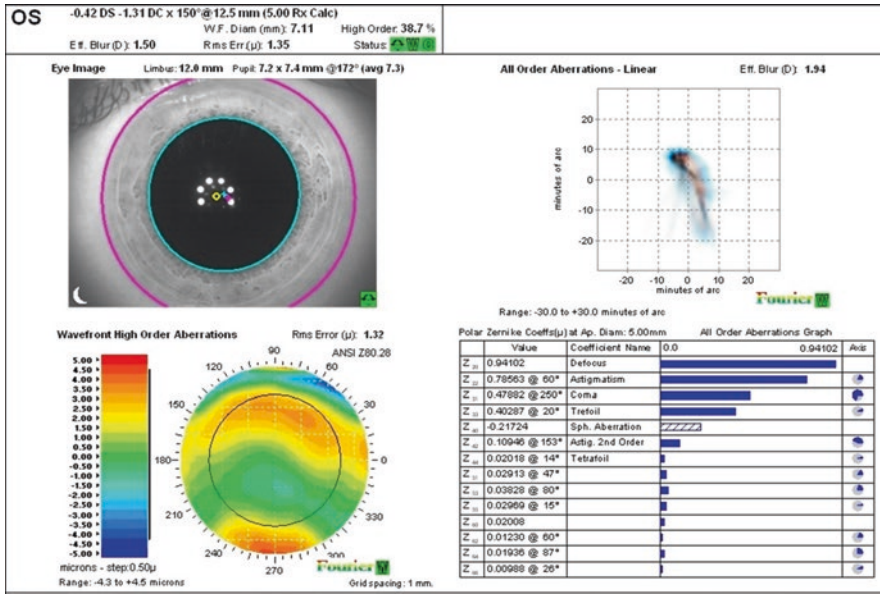 OS
-0.42 DS -1.31 DC x 150°@12.5 mm (5.00 Rx Calc)
W.F. Diam (mm): 7.11 High Order: 38.7 %
Eff. Blur (D): 1.50 Rms Err (μ): 1.35 Status:
Eye Image Limbus: 12.0 mm Pupil: 7.2 x 7.4 mm @172° (avg 7.3)
All Order Aberrations - Linear Eff. Blur (D): 1.94
minutes of arc
20
10
0
-10
-20
-20 -10 0 10 20
minutes of arc
Fourier W
Range: -30.0 to +30.0 minutes of arc
Wavefront High Order Aberrations Rms Error (μ): 1.32
ANSI Z80.28
5.00
4.50
4.00
3.50
3.00
2.50
2.00
1.50
1.00
0.50
0.00
-0.50
-1.00
-1.50
-2.00
-2.50
-3.00
-3.50
-4.00
-4.50
-5.00
90
120 60
150 30
180 0
210 330
240 300
270
microns - step:0.50μ
Range: -4.3 to +4.5 microns
Fourier W
Grid spacing: 1 mm.
Polar Zernike Coeffs(μ) at Ap. Diam: 5.00mm All Order Aberrations Graph
Value Coefficient Name 0.0 0.94102 Axis
Z 0.94102 Defocus
Z 0.78563 @ 60° Astigmatism
Z 0.47882 @ 250° Coma
Z 0.40287 @ 20° Trefoil
Z -0.21724 Sph. Aberration
Z 0.10946 @ 153° Astig. 2nd Order
Z 0.02018 @ 14° Tetrafoil
Z 0.02913 @ 47°
Z 0.03828 @ 80°
Z 0.02969 @ 15°
Z 0.02008
Z 0.01230 @ 60°
Z 0.01936 @ 87°
Z 0.00988 @ 26°